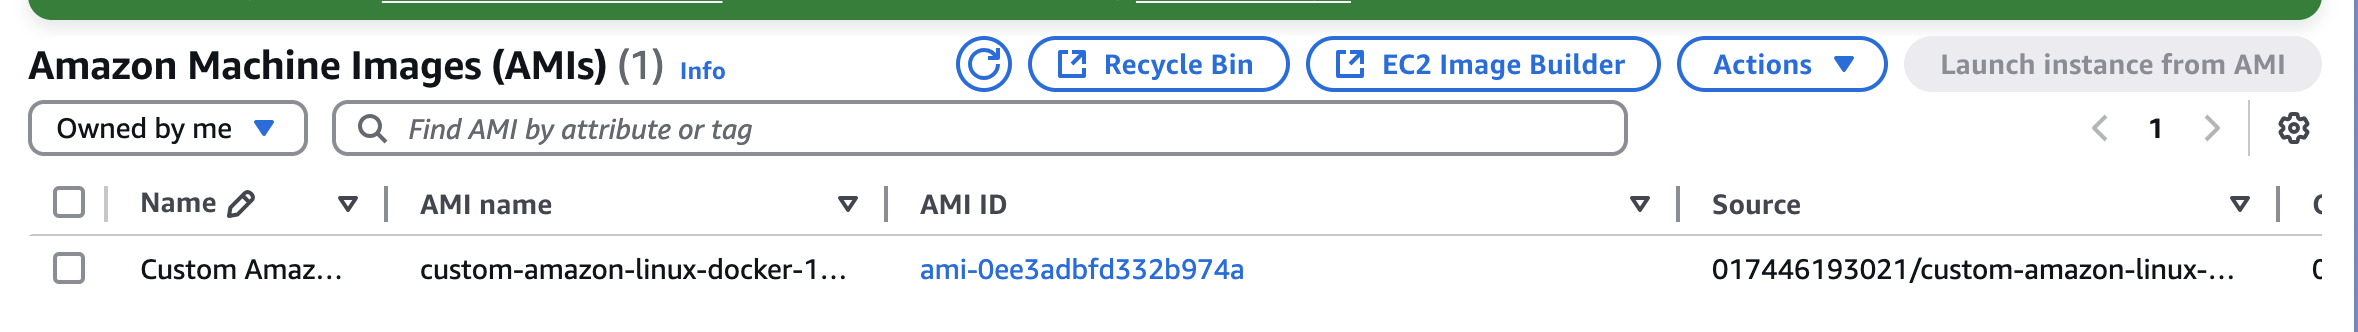 Amazon Machine Images (AMIs) (1) Info Recycle Bin EC2 Image Builder Actions Launch instance from AMI
Owned by me Find AMI by attribute or tag 1
Name AMI name AMI ID Source
Custom Amaz... custom-amazon-linux-docker-1... ami-0ee3adbfd332b974a 017446193021/custom-amazon-linux-...